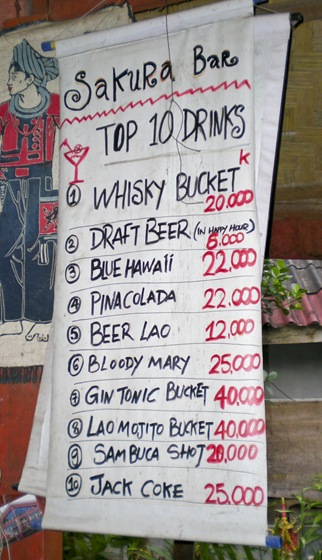 Sakura Bar
TOP 10 DRINKS
K
1 WHISKY BUCKET 20,000
2 DRAFT BEER (IN HAPPY HOUR) 5.000
3 BLUE HAWAII 22,000
4 PINACOLADA 22,000
5 BEER LAO 12,000
6 BLOODY MARY 25,000
7 GIN TONIC BUCKET 40,000
8 LAO MOJITO BUCKET 40,000
9 SAMBUCA SHOT 20,000
10 JACK COKE 25.000